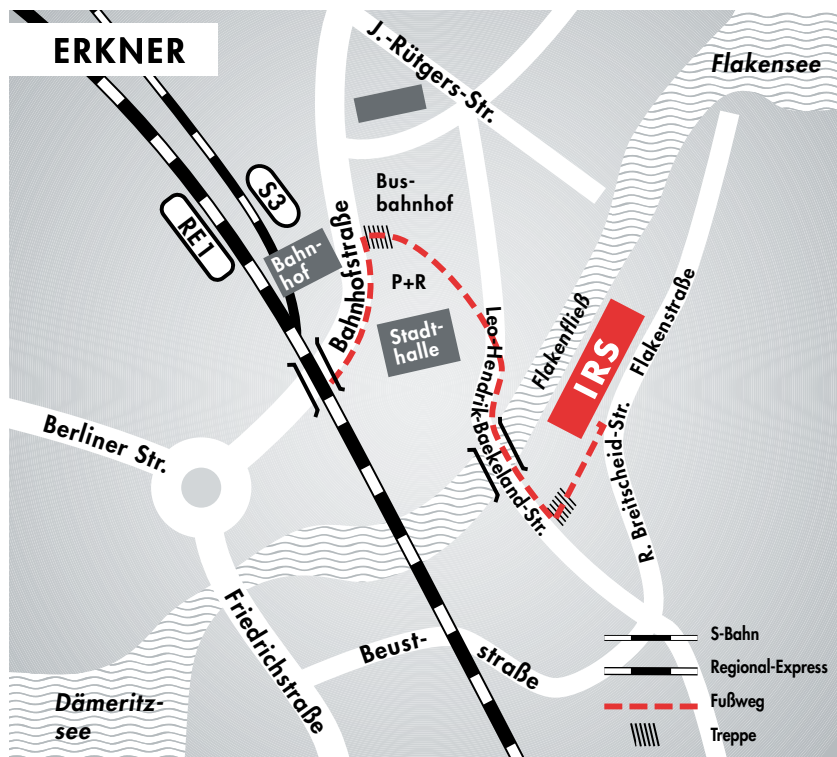 ERKNER
J.-Rütgers-Str.
Flakensee
S3
RE1
Bus-
bahnhof
Bahn-
hof
Bahnhofstraße
P+R
Stadt-
halle
Leo-Hendrik-Baekeland-Str.
Flakenfließ
IRS
Flakenstraße
Berliner Str.
R. Breitscheid-Str.
Friedrichstraße
Beust-
straße
Dämeritz-
see
S-Bahn
Regional-Express
Fußweg
Treppe